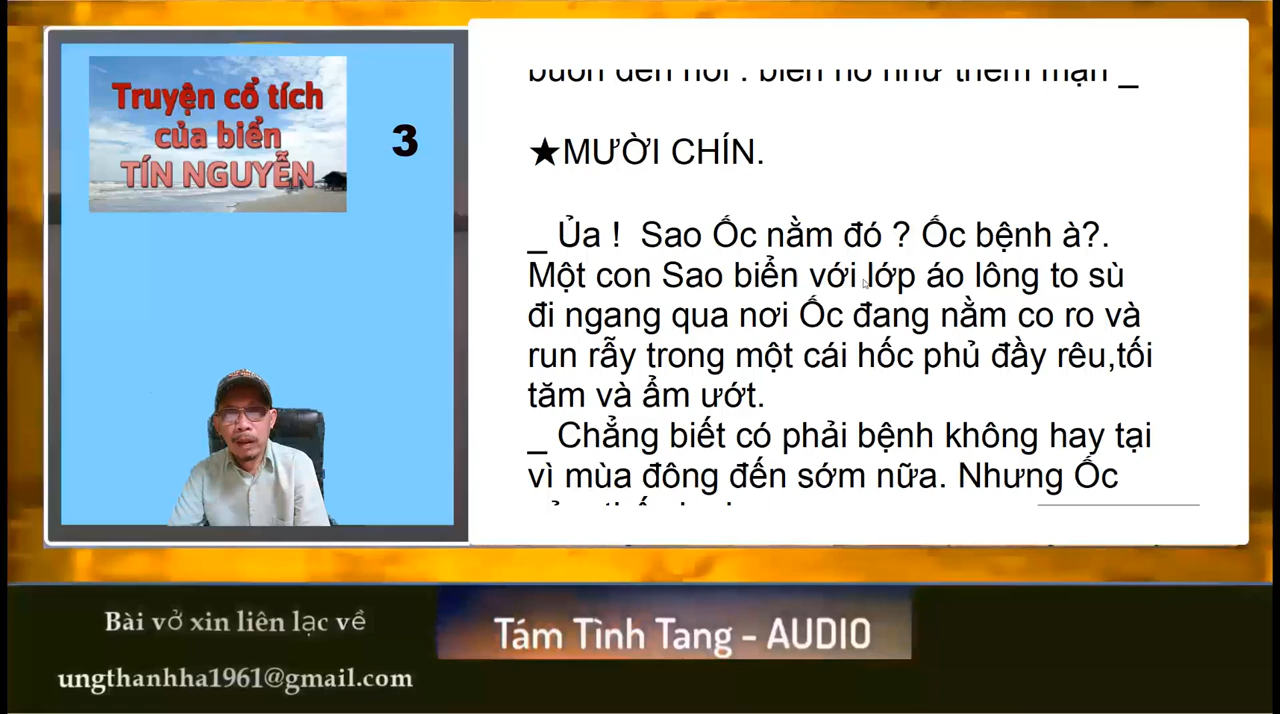 Truyện cổ tích
của biển
TÍN NGUYỄN
3
★MƯỜI CHÍN.
_ Ủa ! Sao Ốc nằm đó ? Ốc bệnh à?.
Một con Sao biển với lớp áo lông to sù
đi ngang qua nơi Ốc đang nằm co ro và
run rẫy trong một cái hốc phủ đầy rêu,tối
tăm và ẩm ướt.
_ Chẳng biết có phải bệnh không hay tại
vì mùa đông đến sớm nữa. Nhưng Ốc
Bài vở xin liên lạc về
ungthanhha1961@gmail.com
Tám Tình Tang - AUDIO